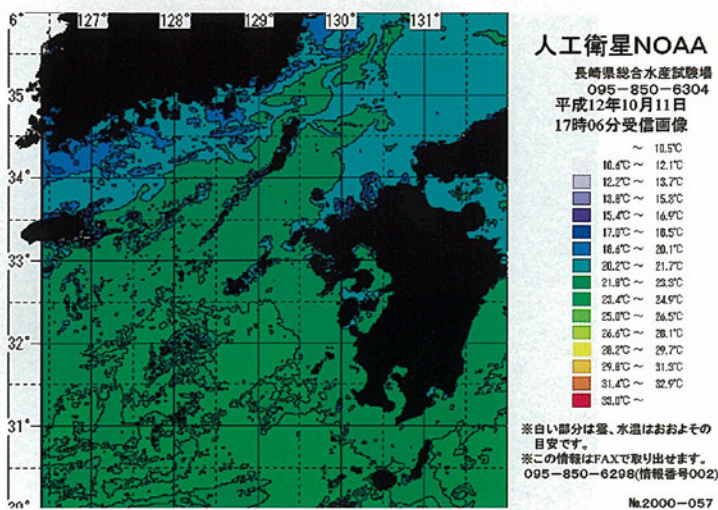 6°
127°
128°
129°
130°
131°
35
34
33
32
31
30°
人工衛星NOAA
長崎県総合水産試験場
095-850-6304
平成12年10月11日
17時06分受信画像
～ 10.5℃
10.6℃ ～ 12.1℃
12.2℃ ～ 13.7℃
13.8℃ ～ 15.3℃
15.4℃ ～ 16.9℃
17.0℃ ～ 18.5℃
18.6℃ ～ 20.1℃
20.2℃ ～ 21.7℃
21.8℃ ～ 23.3℃
23.4℃ ～ 24.9℃
25.0℃ ～ 26.5℃
26.6℃ ～ 28.1℃
28.2℃ ～ 29.7℃
29.8℃ ～ 31.3℃
31.4℃ ～ 32.9℃
33.0℃ ～
※白い部分は雲、水温はおおよその
目安です。
※この情報はFAXで取り出せます。
095-850-6298(情報番号002)
№2000-057